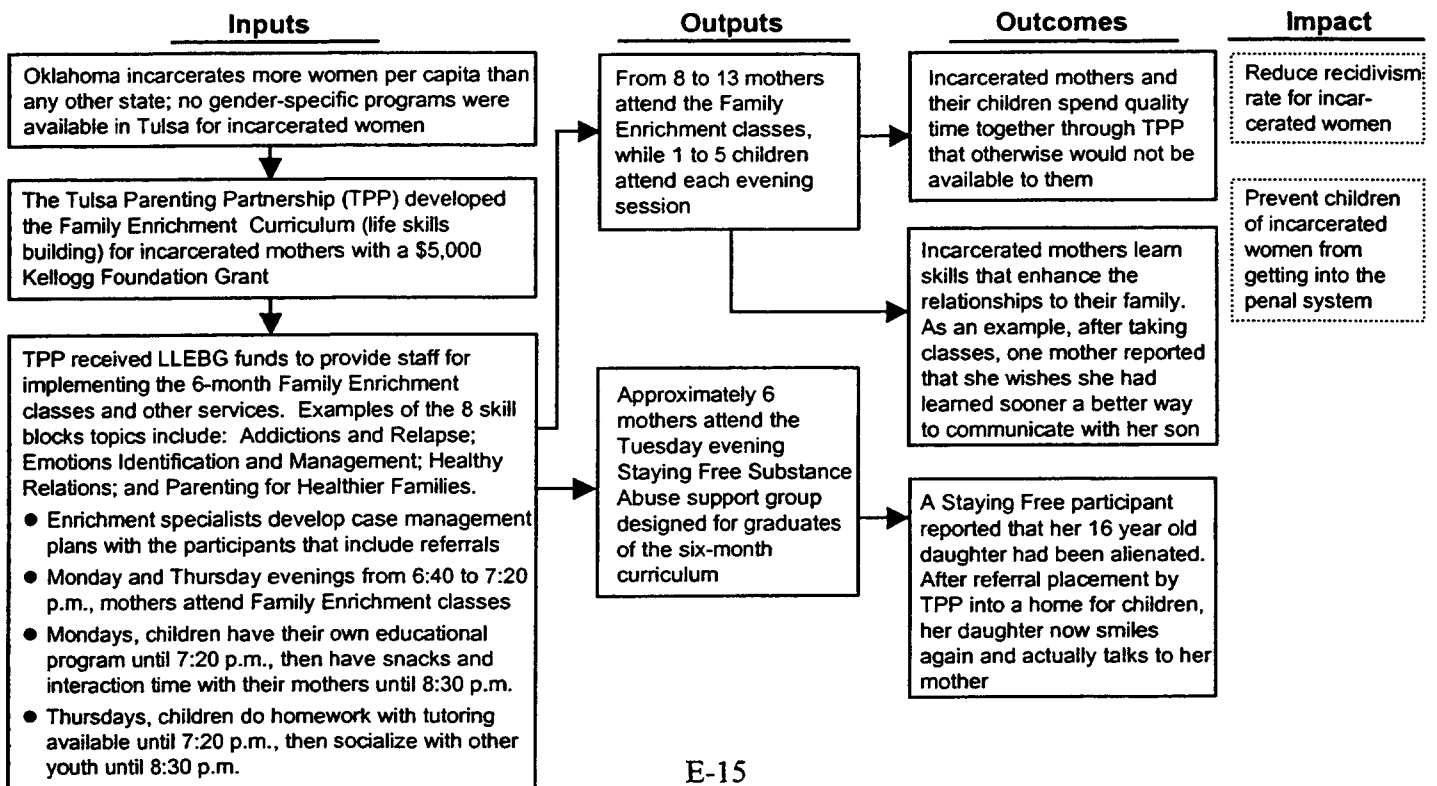 Inputs
Oklahoma incarcerates more women per capita than
any other state; no gender-specific programs were
available in Tulsa for incarcerated women
The Tulsa Parenting Partnership (TPP) developed
the Family Enrichment Curriculum (life skills
building) for incarcerated mothers with a $5,000
Kellogg Foundation Grant
TPP received LLEBG funds to provide staff for
implementing the 6-month Family Enrichment
classes and other services. Examples of the 8 skill
blocks topics include: Addictions and Relapse;
Emotions Identification and Management; Healthy
Relations; and Parenting for Healthier Families.
● Enrichment specialists develop case management
plans with the participants that include referrals
● Monday and Thursday evenings from 6:40 to 7:20
p.m., mothers attend Family Enrichment classes
● Mondays, children have their own educational
program until 7:20 p.m., then have snacks and
interaction time with their mothers until 8:30 p.m.
● Thursdays, children do homework with tutoring
available until 7:20 p.m., then socialize with other
youth until 8:30 p.m.
Outputs
From 8 to 13 mothers
attend the Family
Enrichment classes,
while 1 to 5 children
attend each evening
session
Approximately 6
mothers attend the
Tuesday evening
Staying Free Substance
Abuse support group
designed for graduates
of the six-month
curriculum
Outcomes
Incarcerated mothers and
their children spend quality
time together through TPP
that otherwise would not be
available to them
Incarcerated mothers learn
skills that enhance the
relationships to their family.
As an example, after taking
classes, one mother reported
that she wishes she had
learned sooner a better way
to communicate with her son
A Staying Free participant
reported that her 16 year old
daughter had been alienated.
After referral placement by
TPP into a home for children,
her daughter now smiles
again and actually talks to her
mother
Impact
Reduce recidivism
rate for incar-
cerated women
Prevent children
of incarcerated
women from
getting into the
penal system
E-15